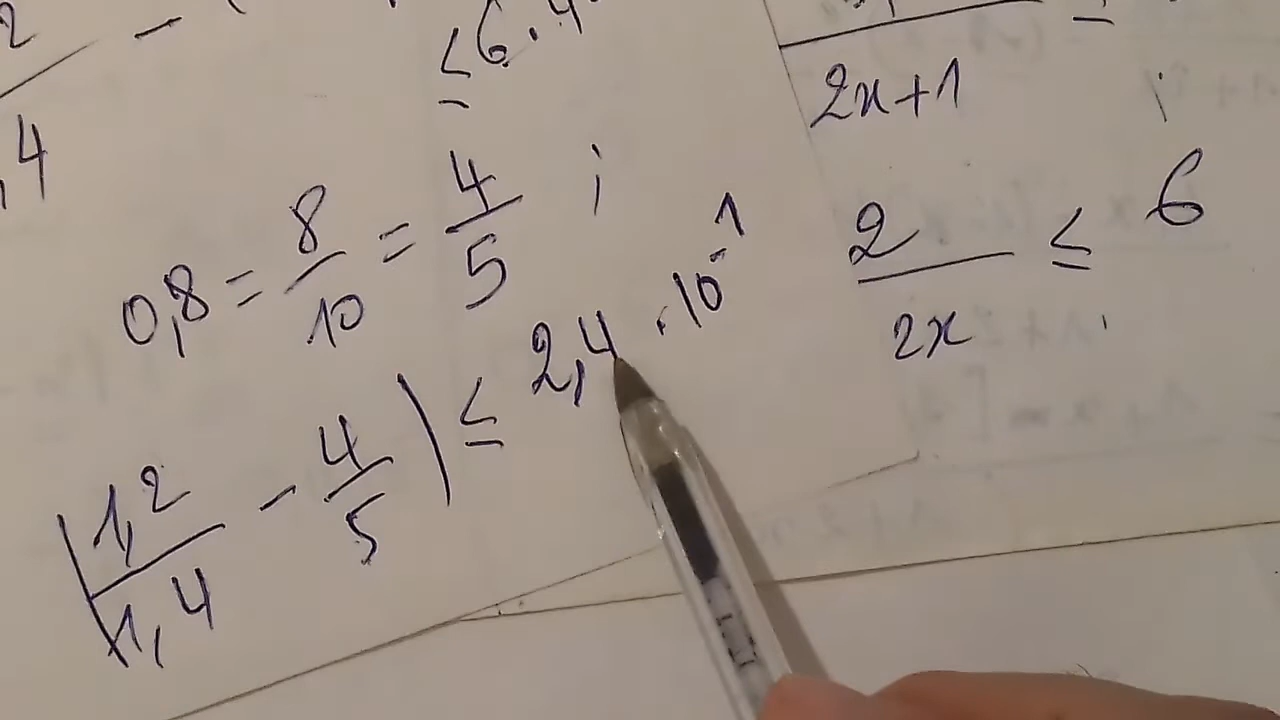 ≤ 6 . 4
2x+1
, 4
0,8 = 8/10 = 4/5 ;
2/2x ≤ 6
|1,2/1,4 - 4/5| ≤ 2,4 . 10^-1